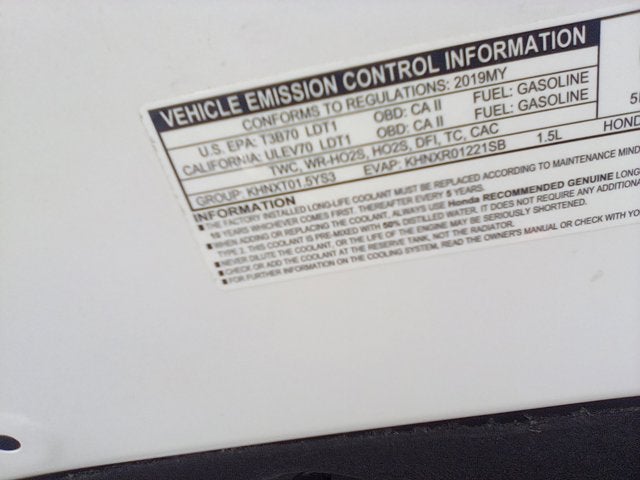 VEHICLE EMISSION CONTROL INFORMATION
CONFORMS TO REGULATIONS: 2019MY
U.S. EPA: T3B70 LDT1 OBD: CA II FUEL: GASOLINE
CALIFORNIA: ULEV70 LDT1 OBD: CA II FUEL: GASOLINE
TWC, WR-HO2S, HO2S, DFI, TC, CAC
GROUP: KHNXT01.5YS3 EVAP: KHNXR01221SB 1.5L HOND
INFORMATION
■ THE FACTORY INSTALLED LONG-LIFE COOLANT MUST BE REPLACED ACCORDING TO MAINTENANCE MIND
10 YEARS WHICHEVER COMES FIRST. THEREAFTER EVERY 5 YEARS.
■ WHEN ADDING OR REPLACING THE COOLANT, ALWAYS USE Honda RECOMMENDED GENUINE LONG
TYPE 2. THIS COOLANT IS PRE-MIXED WITH 50% DISTILLED WATER. IT DOES NOT REQUIRE ANY ADDITIONA
■ NEVER DILUTE THE COOLANT, OR THE LIFE OF THE ENGINE MAY BE SERIOUSLY SHORTENED.
■ CHECK OR ADD THE COOLANT AT THE RESERVE TANK, NOT THE RADIATOR.
■ FOR FURTHER INFORMATION ON THE COOLING SYSTEM, READ THE OWNER'S MANUAL OR CHECK WITH YO